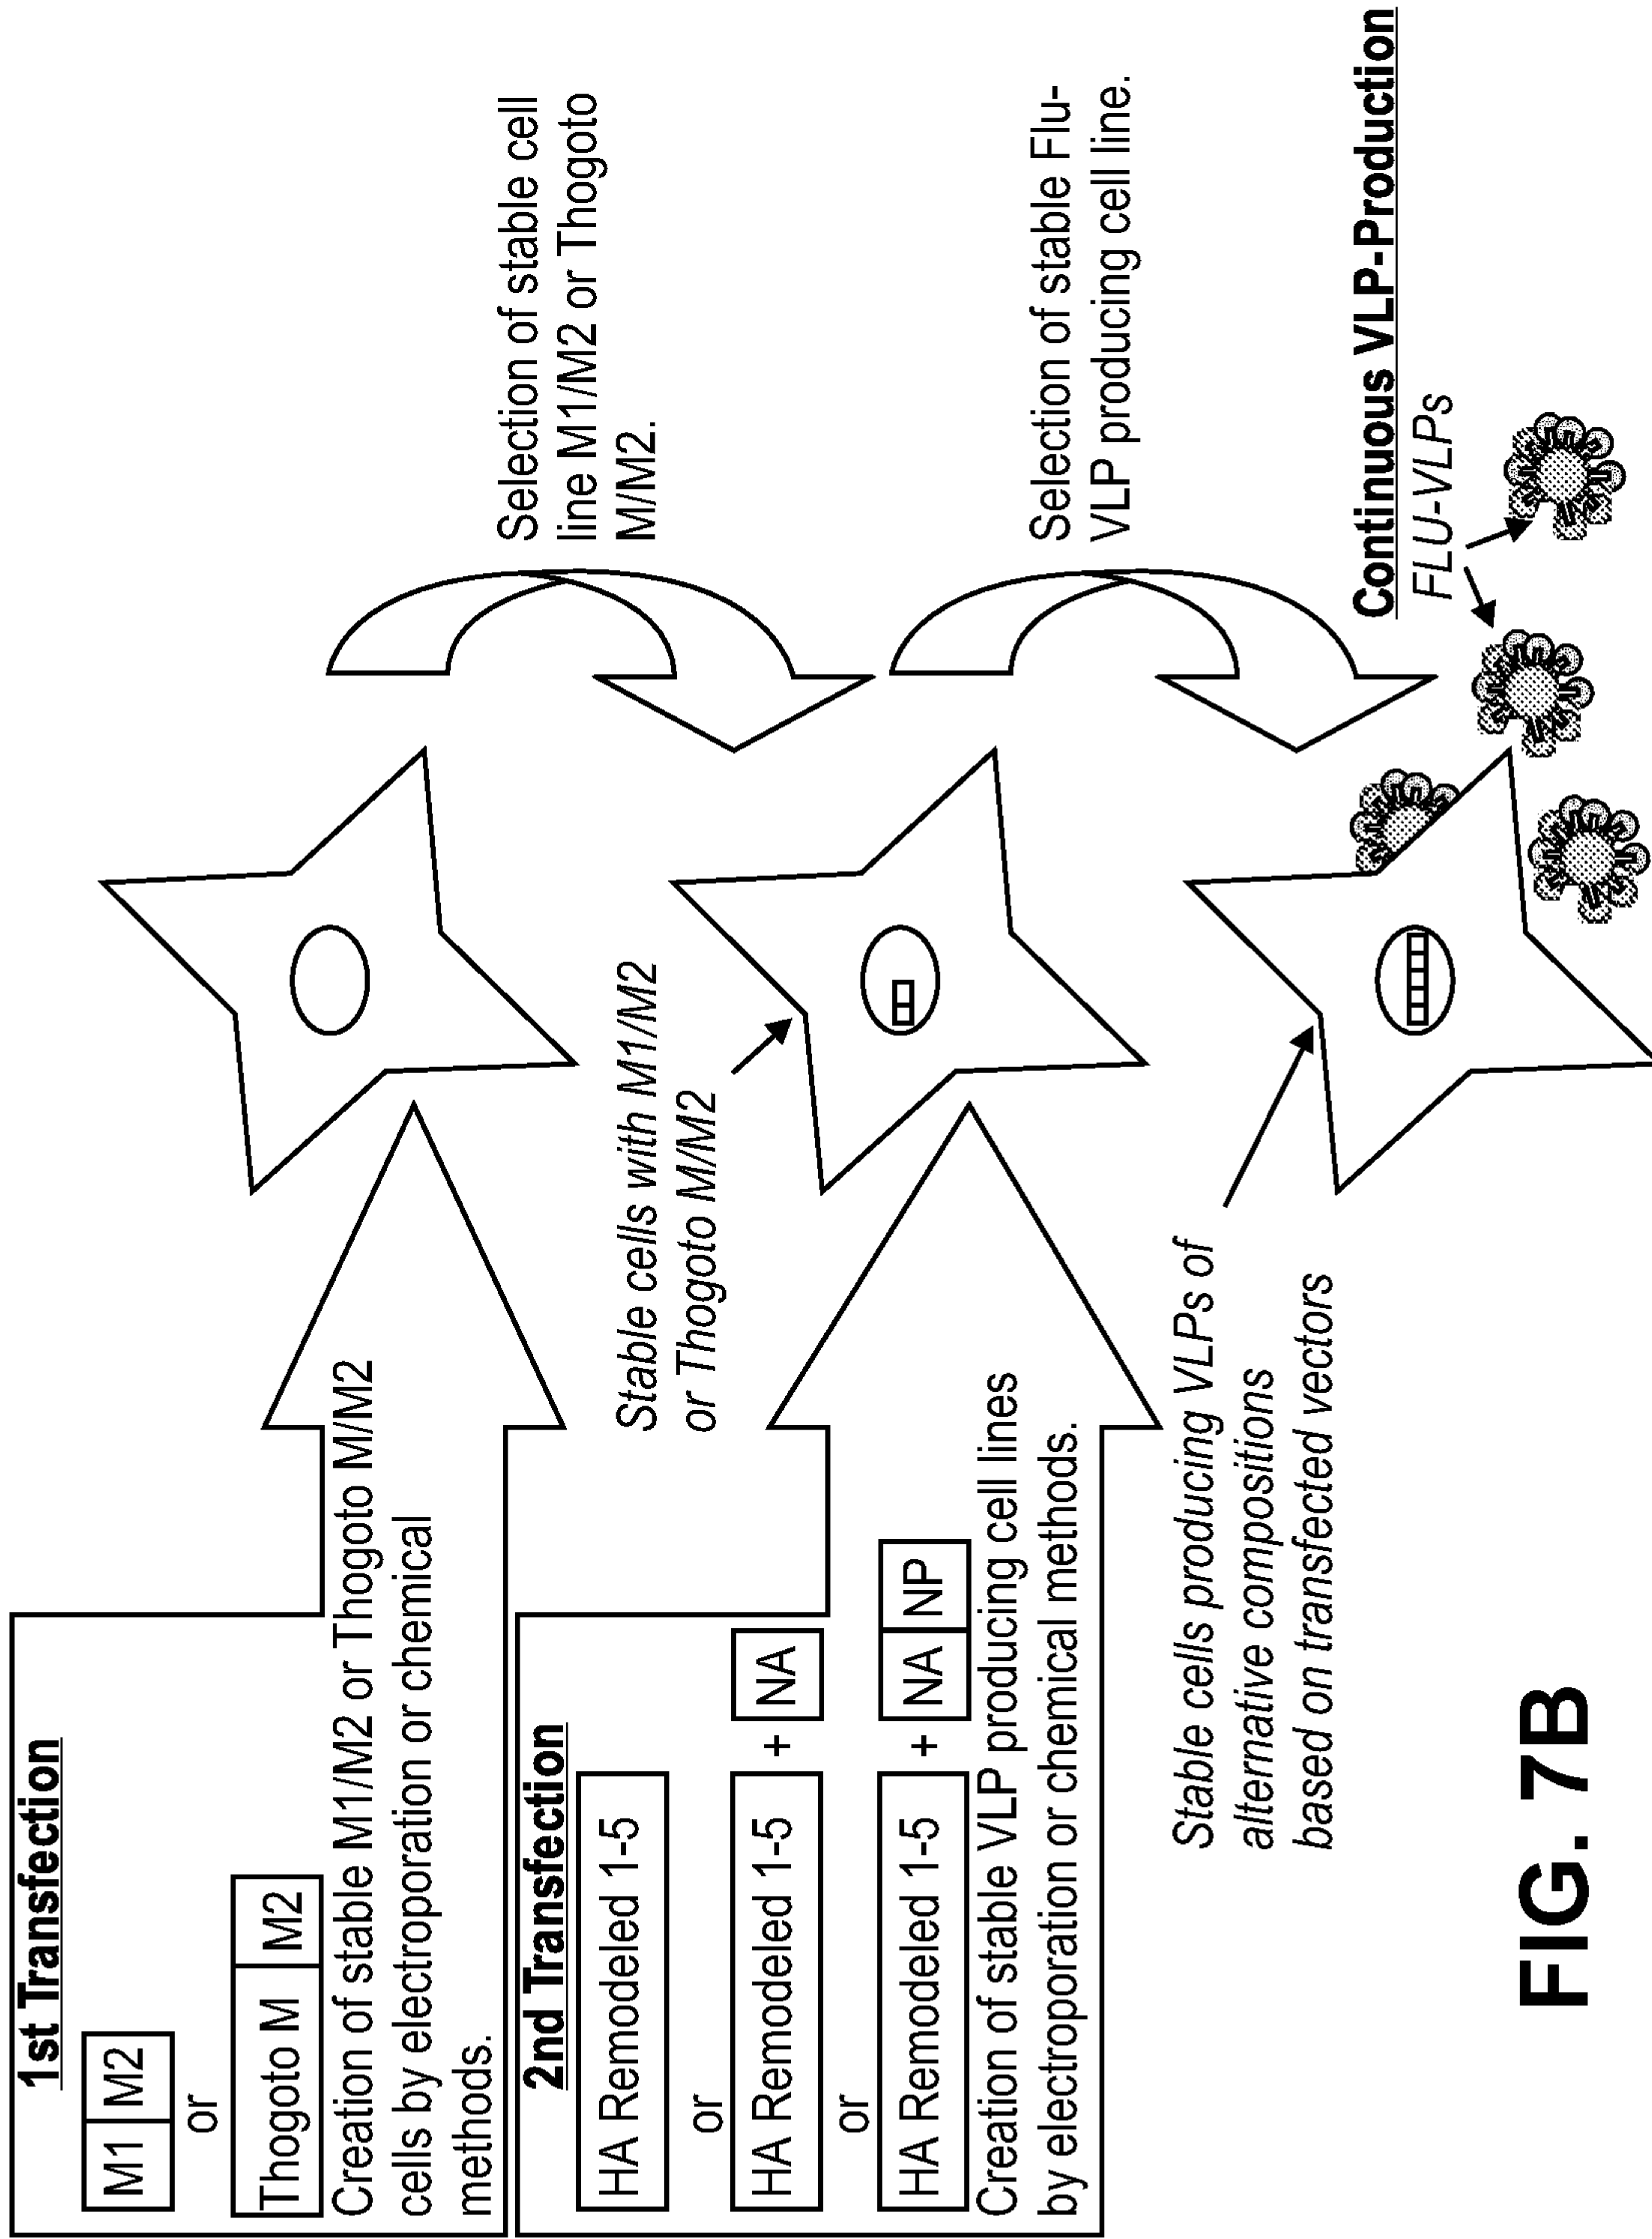 1st Transfection
M1 M2
or
Thogoto M M2
Creation of stable M1/M2 or Thogoto M/M2
cells by electroporation or chemical
methods.
Selection of stable cell
line M1/M2 or Thogoto
M/M2.
2nd Transfection
HA Remodeled 1-5
or
HA Remodeled 1-5 + NA
or
HA Remodeled 1-5 + NA NP
Creation of stable VLP producing cell lines
by electroporation or chemical methods.
Stable cells with M1/M2
or Thogoto M/M2
Selection of stable Flu-
VLP producing cell line.
Stable cells producing VLPs of
alternative compositions
based on transfected vectors
Continuous VLP-Production
FLU-VLPs
FIG. 7B